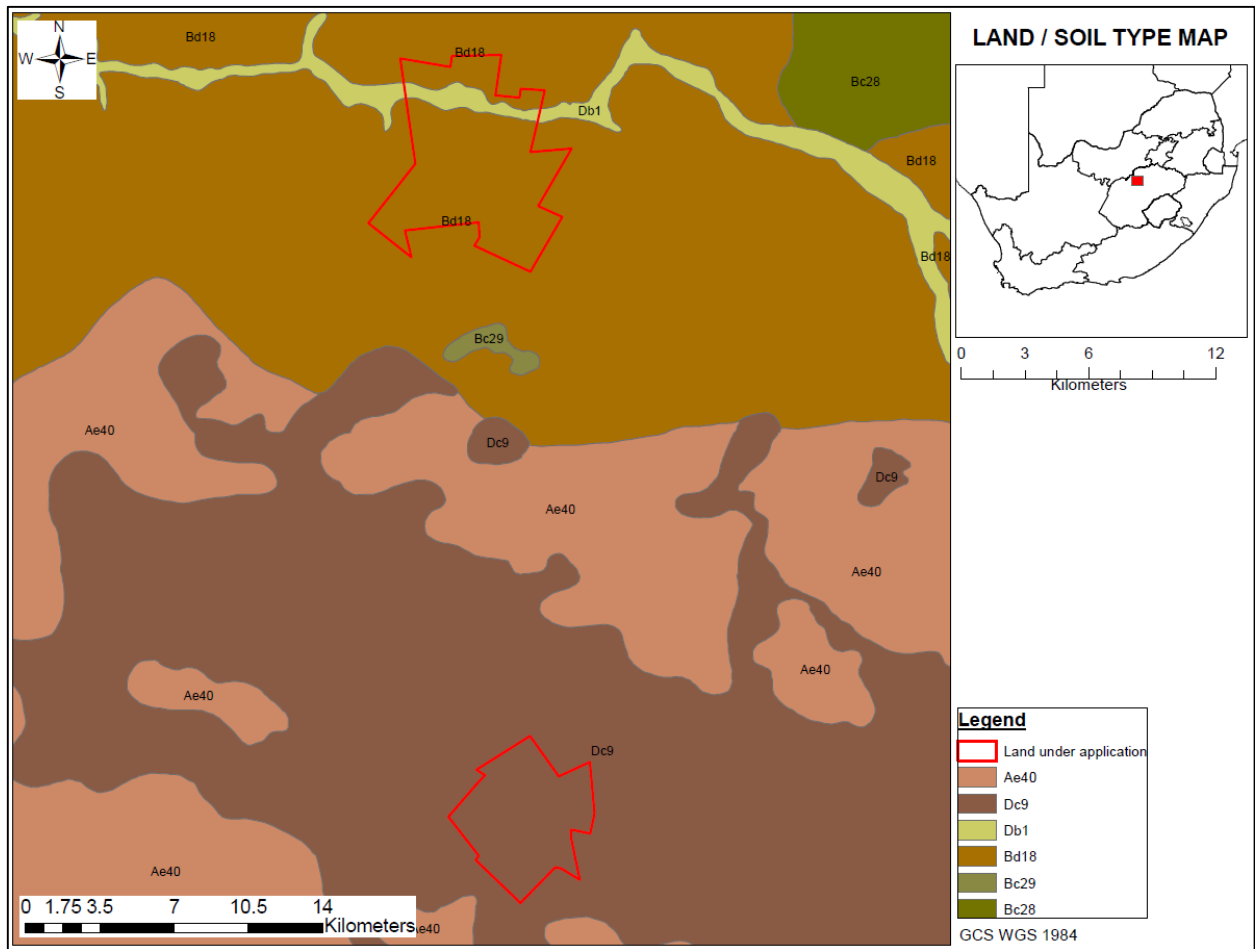 N
W E
S
Bd18
Bd18
Bc28
Db1
Bd18
Bd18
Bd18
Bc29
Ae40
Dc9
Dc9
Ae40
Ae40
Ae40
Ae40
Dc9
Ae40
Ae40
0 1.75 3.5 7 10.5 14
Kilometers
LAND / SOIL TYPE MAP
0 3 6 12
Kilometers
Legend
Land under application
Ae40
Dc9
Db1
Bd18
Bc29
Bc28
GCS WGS 1984